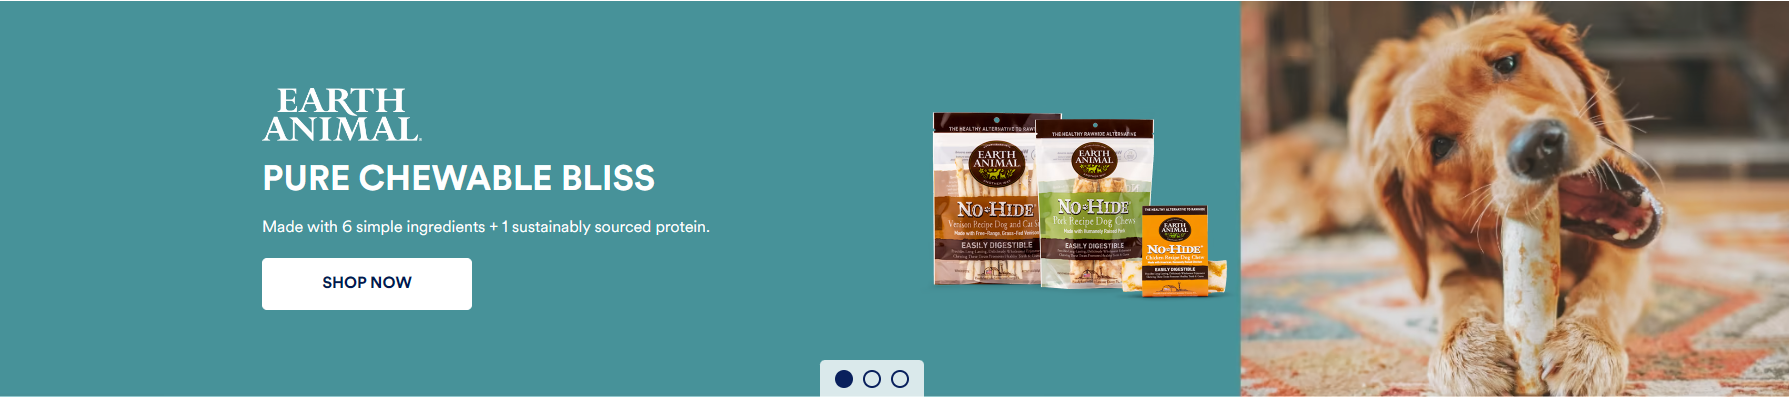 EARTH
ANIMAL
PURE CHEWABLE BLISS
Made with 6 simple ingredients + 1 sustainably sourced protein.
SHOP NOW
THE HEALTHY ALTERNATIVE TO RAW
EARTH
ANIMAL
NO-HIDE
Venison Recipe Dog and Cat
Made with Free-Range, Grass-Fed Venison
EASILY DIGESTIBLE
THE HEALTHY RAWHIDE ALTERNATIVE
EARTH
ANIMAL
NO-HIDE
Pork Recipe Dog Chews
Made with Humanely Raised Pork
EASILY DIGESTIBLE
THE HEALTHY ALTERNATIVE TO RAWHIDE
EARTH
ANIMAL
NO-HIDE
Chicken Recipe Dog Chew
EASILY DIGESTIBLE